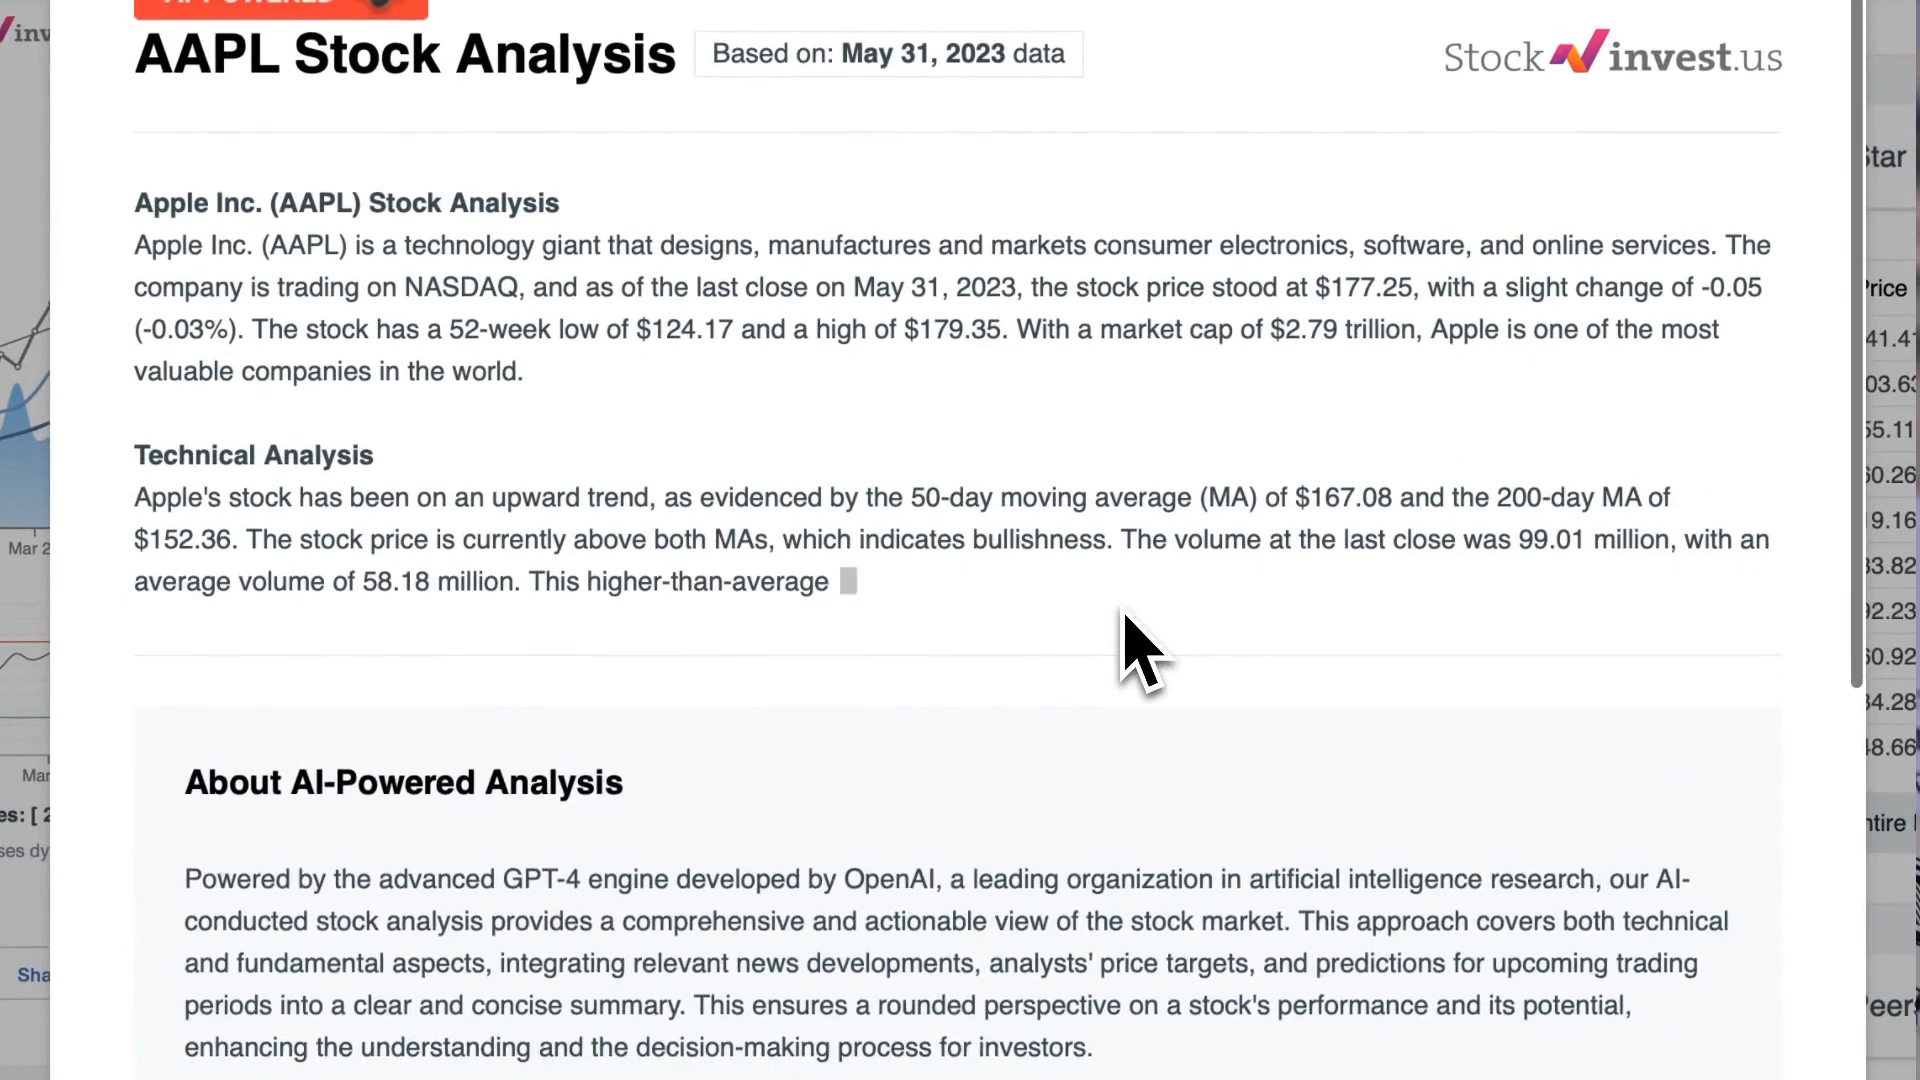 AAPL Stock Analysis
Based on: May 31, 2023 data
Stock invest.us
Apple Inc. (AAPL) Stock Analysis
Apple Inc. (AAPL) is a technology giant that designs, manufactures and markets consumer electronics, software, and online services. The
company is trading on NASDAQ, and as of the last close on May 31, 2023, the stock price stood at $177.25, with a slight change of -0.05
(-0.03%). The stock has a 52-week low of $124.17 and a high of $179.35. With a market cap of $2.79 trillion, Apple is one of the most
valuable companies in the world.
Technical Analysis
Apple's stock has been on an upward trend, as evidenced by the 50-day moving average (MA) of $167.08 and the 200-day MA of
$152.36. The stock price is currently above both MAs, which indicates bullishness. The volume at the last close was 99.01 million, with an
average volume of 58.18 million. This higher-than-average
About AI-Powered Analysis
Powered by the advanced GPT-4 engine developed by OpenAI, a leading organization in artificial intelligence research, our AI-
conducted stock analysis provides a comprehensive and actionable view of the stock market. This approach covers both technical
and fundamental aspects, integrating relevant news developments, analysts' price targets, and predictions for upcoming trading
periods into a clear and concise summary. This ensures a rounded perspective on a stock's performance and its potential,
enhancing the understanding and the decision-making process for investors.